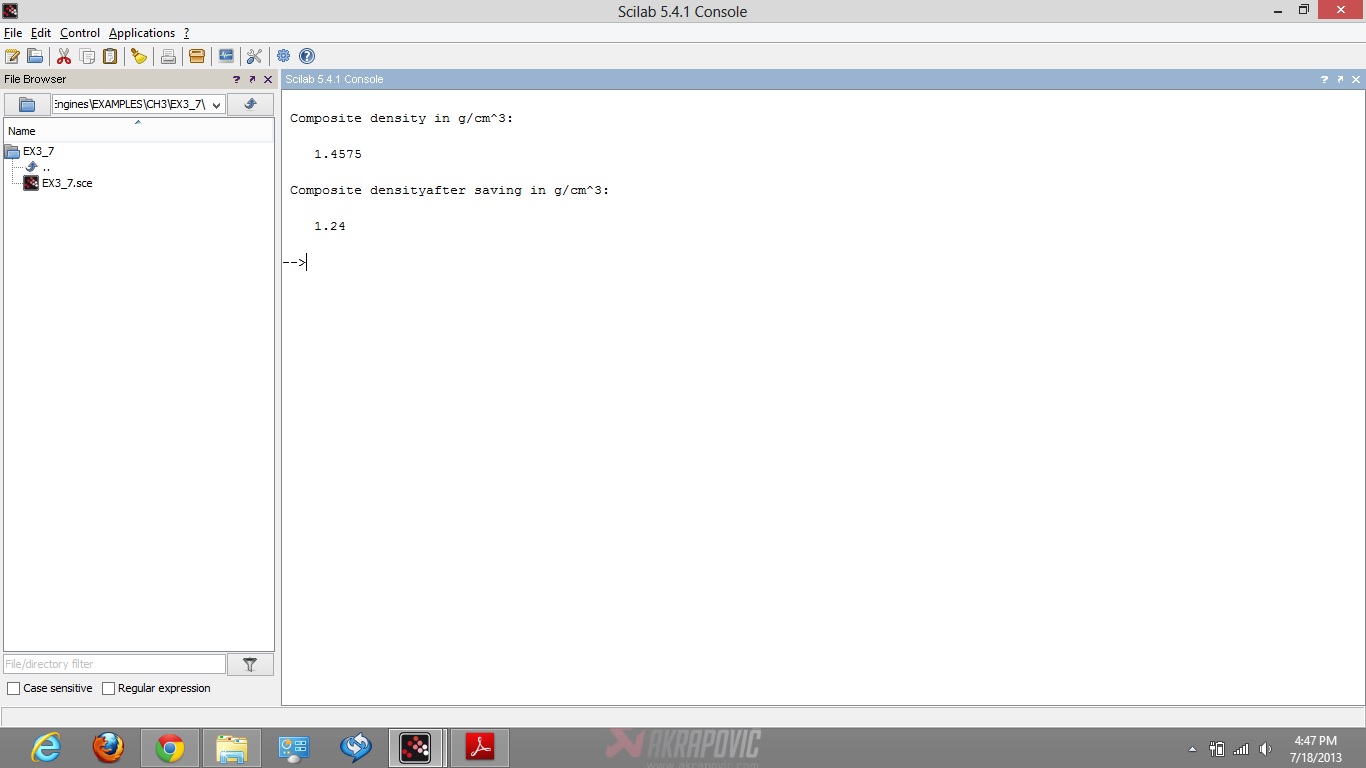 Scilab 5.4.1 Console
File Edit Control Applications ?
File Browser ? 
Scilab 5.4.1 Console ?
Engines\EXAMPLES\CH3\EX3_7\
Name
EX3_7
..
EX3_7.sce
Composite density in g/cm^3:
1.4575
Composite densityafter saving in g/cm^3:
1.24
-->
File/directory filter
Case sensitive Regular expression
AKRAPOVIC
www.akrapovic.com
4:47 PM
7/18/2013